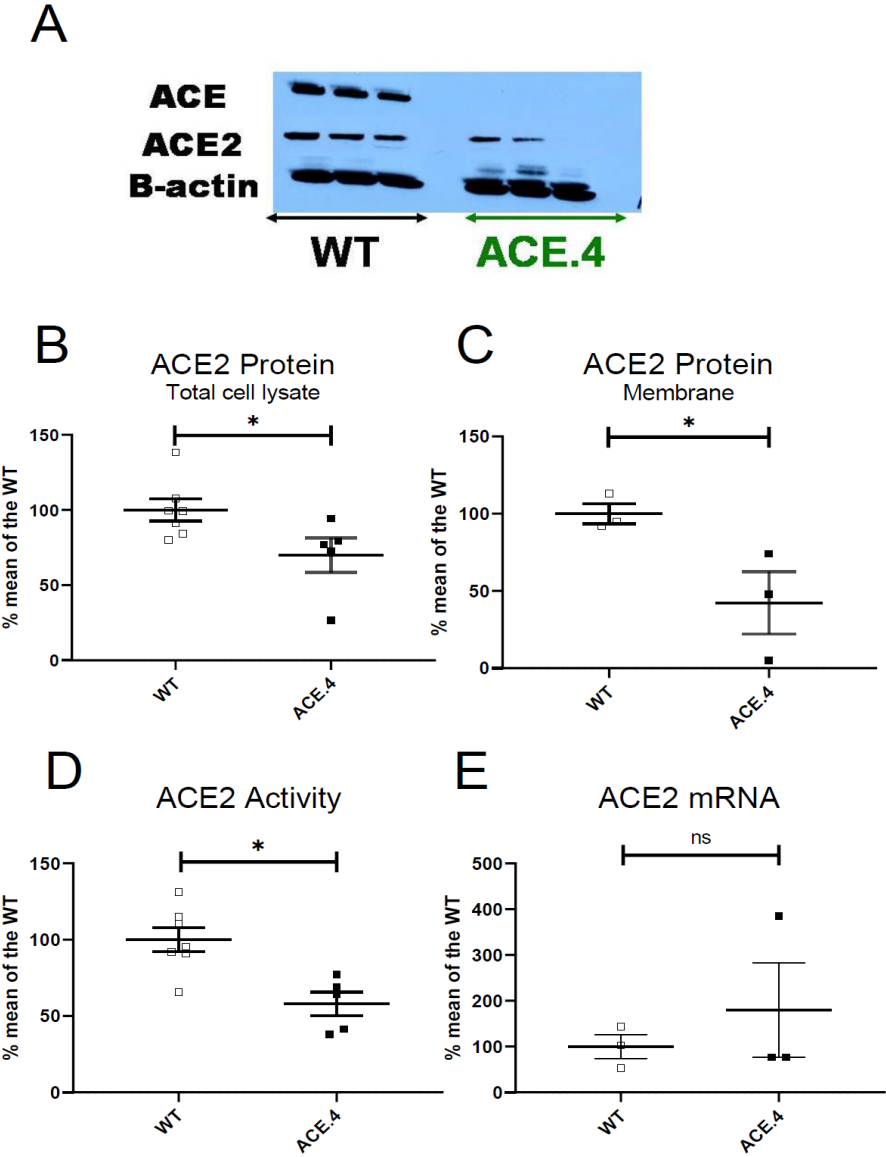 A
ACE
ACE2
B-actin
WT
ACE.4
B
ACE2 Protein
Total cell lysate
*
150
100
50
0
% mean of the WT
WT
ACE.4
C
ACE2 Protein
Membrane
*
150
100
50
0
% mean of the WT
WT
ACE.4
D
ACE2 Activity
*
150
100
50
0
% mean of the WT
WT
ACE.4
E
ACE2 mRNA
ns
500
400
300
200
100
0
% mean of the WT
WT
ACE.4